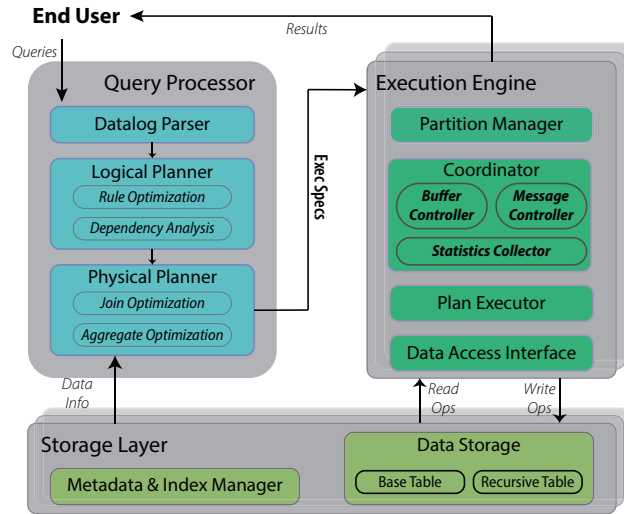 End User
Results
Queries
Query Processor
Datalog Parser
Logical Planner
Rule Optimization
Dependency Analysis
Physical Planner
Join Optimization
Aggregate Optimization
Exec Specs
Execution Engine
Partition Manager
Coordinator
Buffer
Controller
Message
Controller
Statistics Collector
Plan Executor
Data Access Interface
Data
Info
Read
Ops
Write
Ops
Storage Layer
Metadata & Index Manager
Data Storage
Base Table
Recursive Table